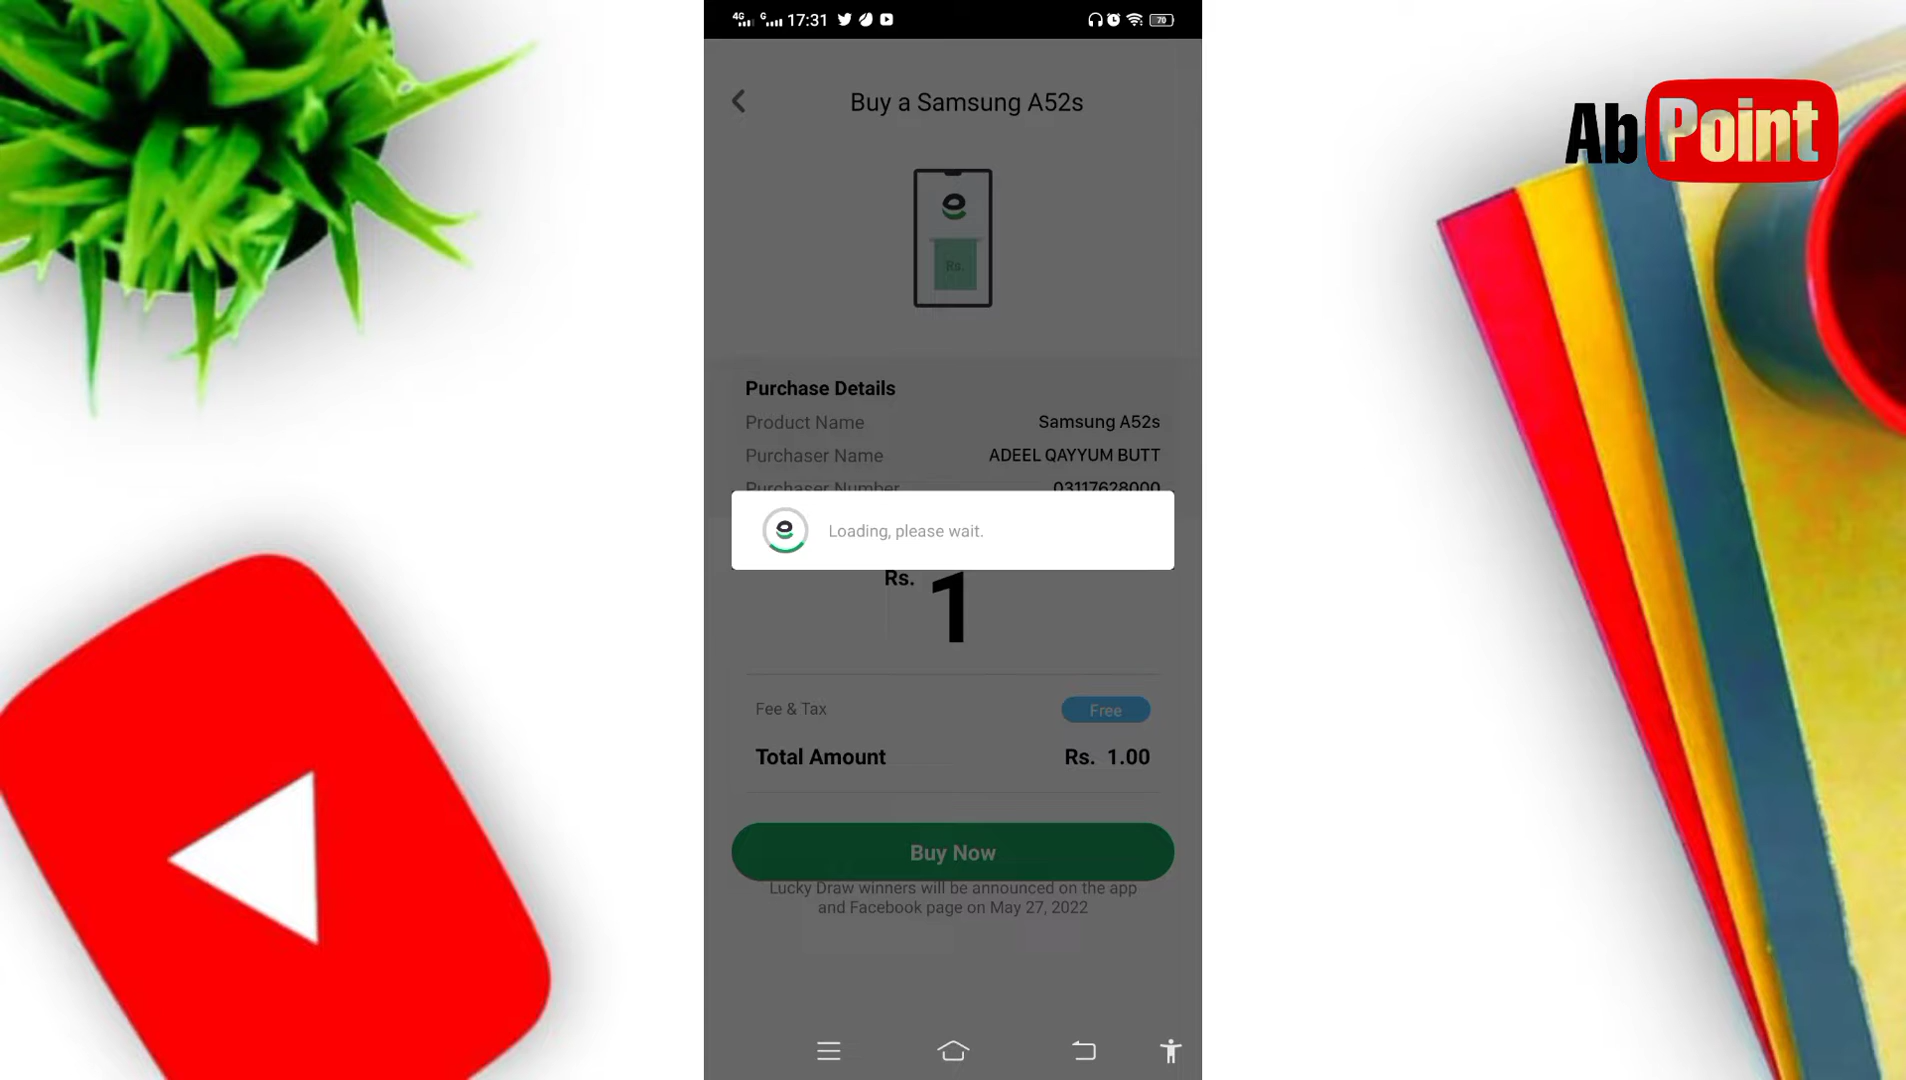 4G G 17:31 70
Ab Point
Buy a Samsung A52s
Rs.
Purchase Details
Product Name Samsung A52s
Purchaser Name ADEEL QAYYUM BUTT
Purchaser Number 03117628000
Loading, please wait.
Rs. 1
Fee & Tax Free
Total Amount Rs. 1.00
Buy Now
Lucky Draw winners will be announced on the app
and Facebook page on May 27, 2022